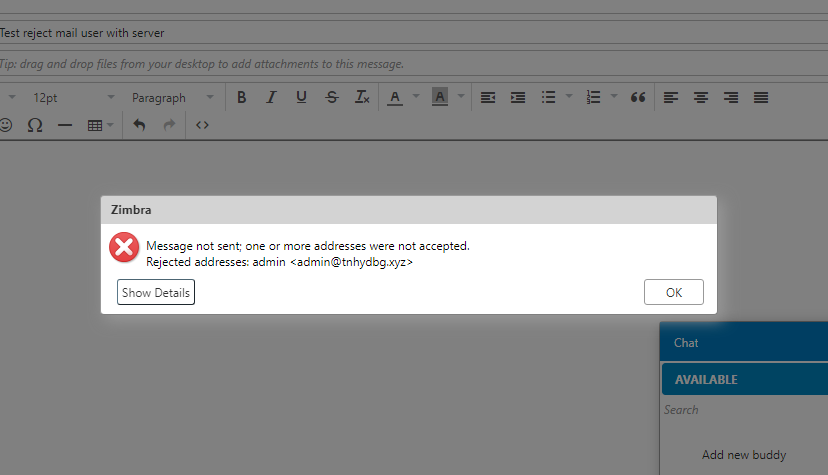 Test reject mail user with server
Tip: drag and drop files from your desktop to add attachments to this message.
12pt Paragraph B I U S Tx A A
Zimbra
Message not sent; one or more addresses were not accepted.
Rejected addresses: admin <admin@tnhydbg.xyz>
Show Details OK
Chat
AVAILABLE
Search
Add new buddy